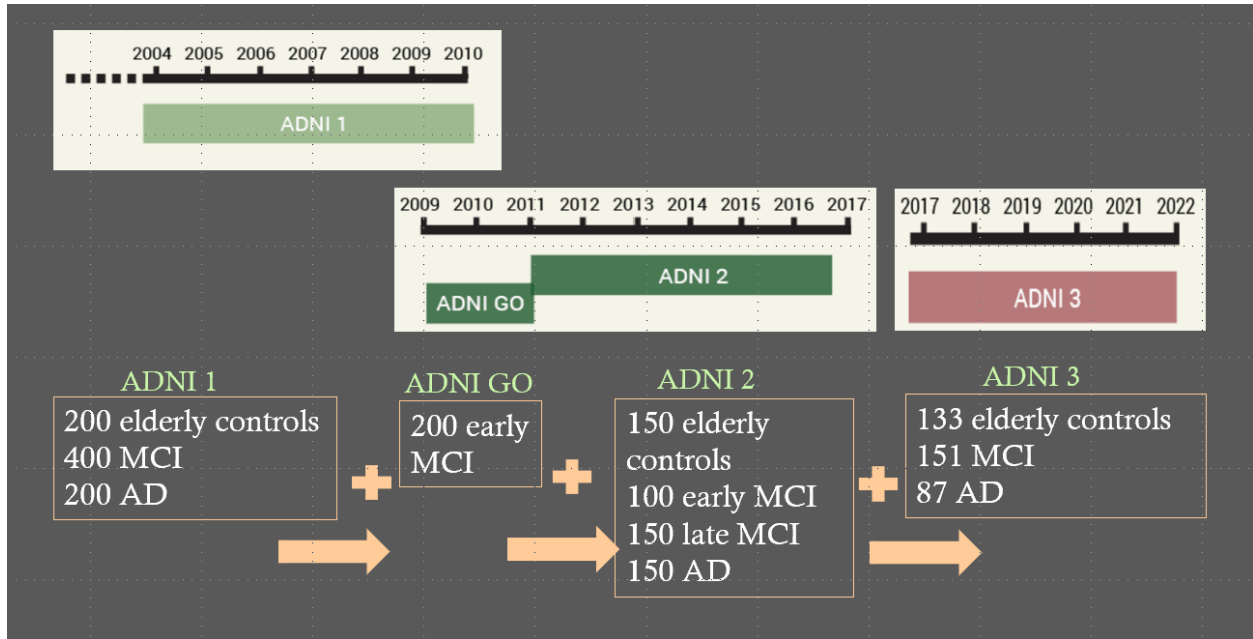 2004 2005 2006 2007 2008 2009 2010
ADNI 1
2009 2010 2011 2012 2013 2014 2015 2016 2017
ADNI 2
ADNI GO
2017 2018 2019 2020 2021 2022
ADNI 3
ADNI 1
200 elderly controls
400 MCI
200 AD
ADNI GO
200 early
MCI
ADNI 2
150 elderly
controls
100 early MCI
150 late MCI
150 AD
ADNI 3
133 elderly controls
151 MCI
87 AD